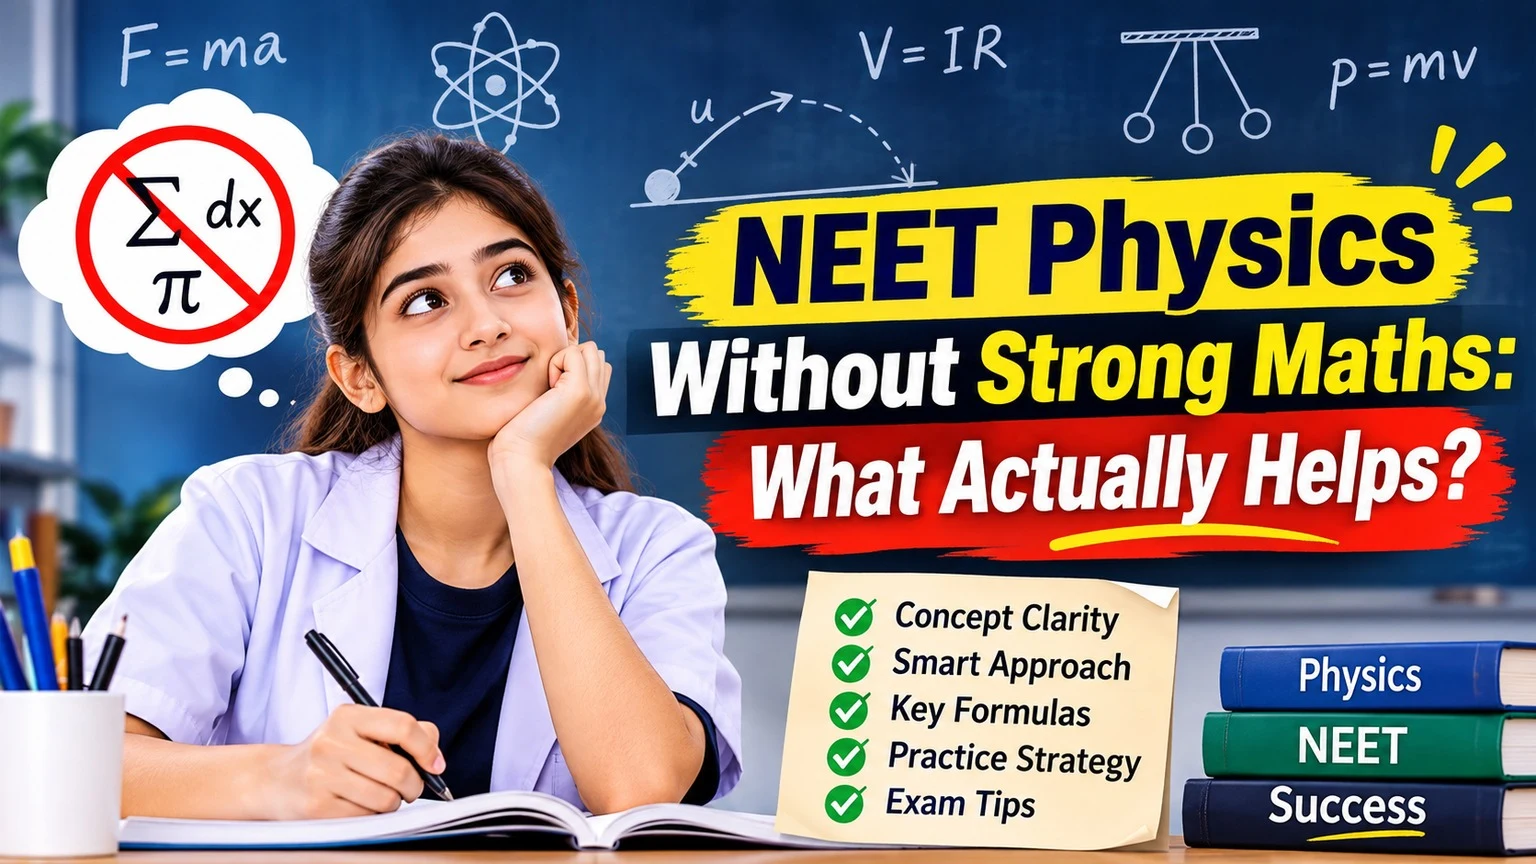 F = ma
V = IR
p = mv
u
Σ dx
π
NEET Physics
Without Strong Maths:
What Actually Helps?
Concept Clarity
Smart Approach
Key Formulas
Practice Strategy
Exam Tips
Physics
NEET
Success